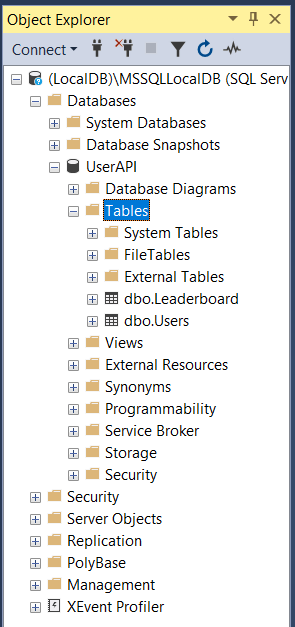 Object Explorer
Connect
(LocalDB)\MSSQLLocalDB (SQL Serv
Databases
System Databases
Database Snapshots
UserAPI
Database Diagrams
Tables
System Tables
FileTables
External Tables
dbo.Leaderboard
dbo.Users
Views
External Resources
Synonyms
Programmability
Service Broker
Storage
Security
Security
Server Objects
Replication
PolyBase
Management
XEvent Profiler